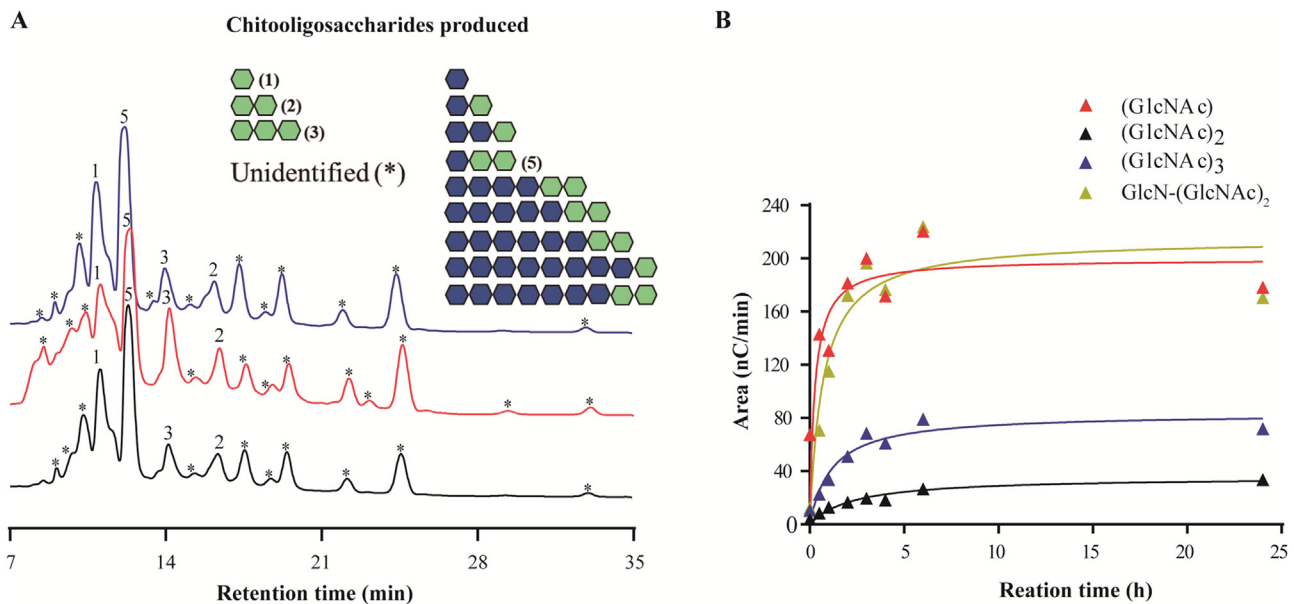 A
Chitooligosaccharides produced
(1)
(2)
(3)
Unidentified (*)
(5)
* * * 1 5 * 3 * 2 * * * * * *
* * * 1 5 3 * 2 * * * * * * * *
* * * 1 5 3 * 2 * * * * * *
7 14 21 28 35
Retention time (min)
B
(GlcNAc)
(GlcNAc)2
(GlcNAc)3
GlcN-(GlcNAc)2
Area (nC/min)
240
200
160
120
80
40
0
0 5 10 15 20 25
Reation time (h)